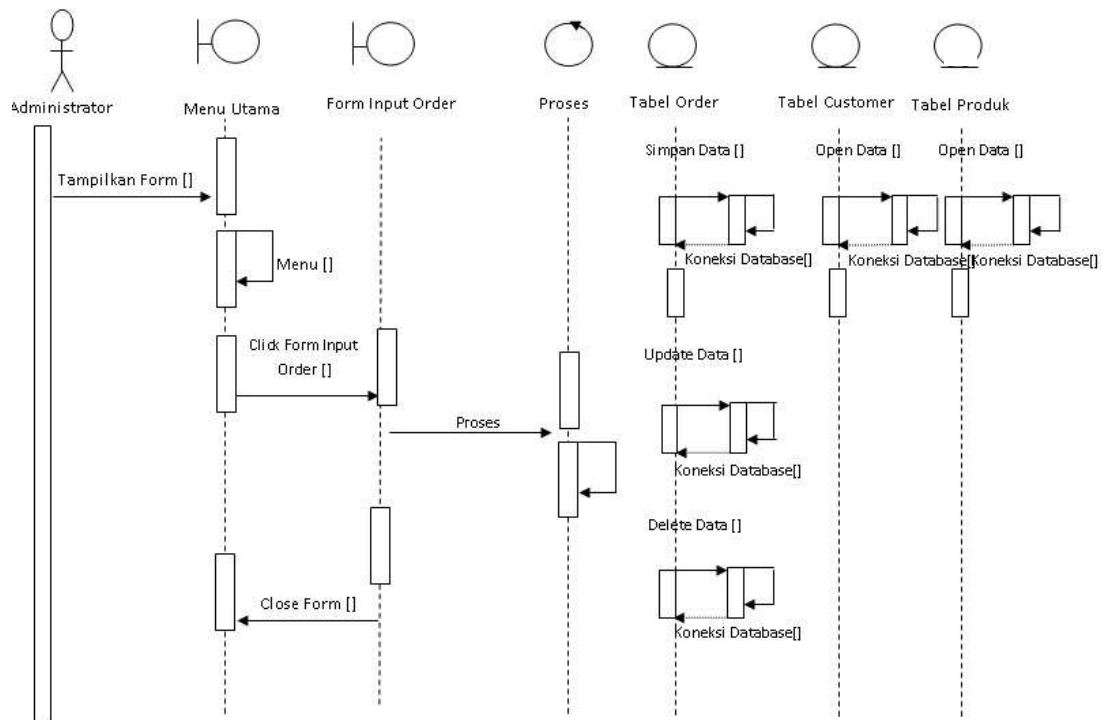 Administrator
Menu Utama
Form Input Order
Proses
Tabel Order
Tabel Customer
Tabel Produk
Simpan Data []
Open Data []
Open Data []
Tampilkan Form []
Koneksi Database[]
Koneksi Database[]
Koneksi Database[]
Menu []
Click Form Input
Order []
Update Data []
Proses
Koneksi Database[]
Delete Data []
Close Form []
Koneksi Database[]